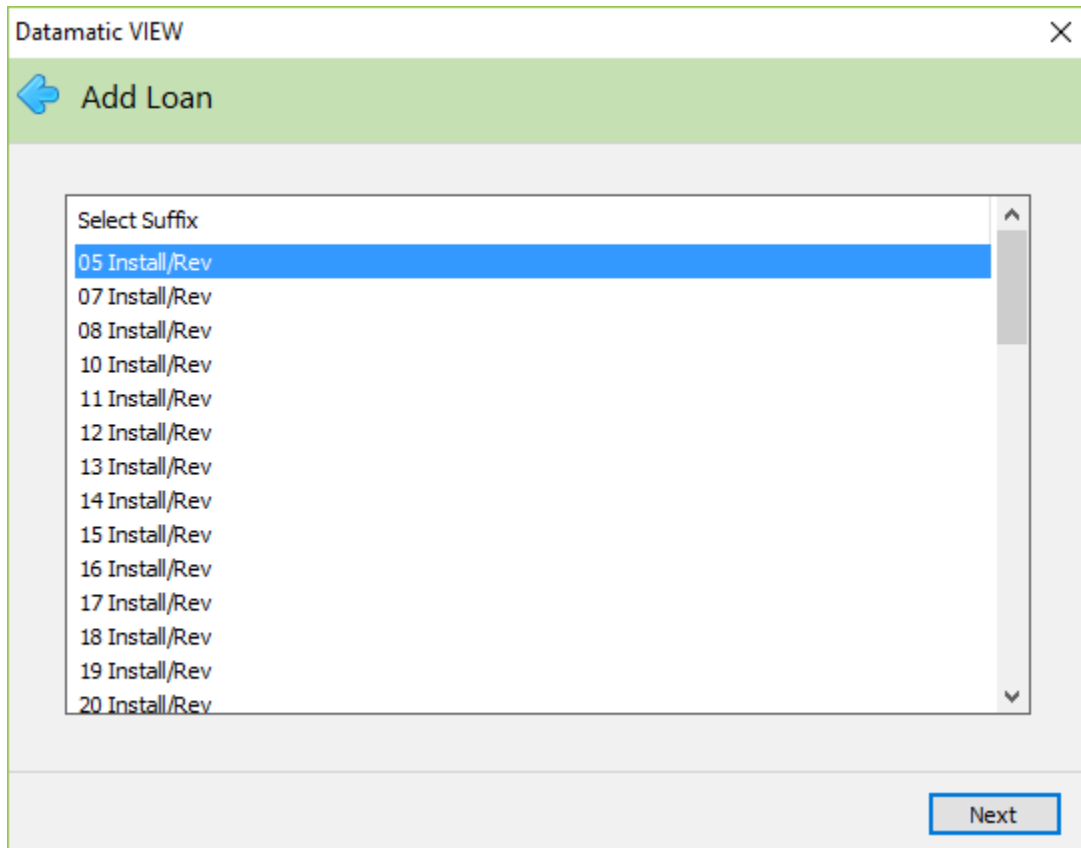 Datamatic VIEW
Add Loan
Select Suffix
05 Install/Rev
07 Install/Rev
08 Install/Rev
10 Install/Rev
11 Install/Rev
12 Install/Rev
13 Install/Rev
14 Install/Rev
15 Install/Rev
16 Install/Rev
17 Install/Rev
18 Install/Rev
19 Install/Rev
20 Install/Rev
Next